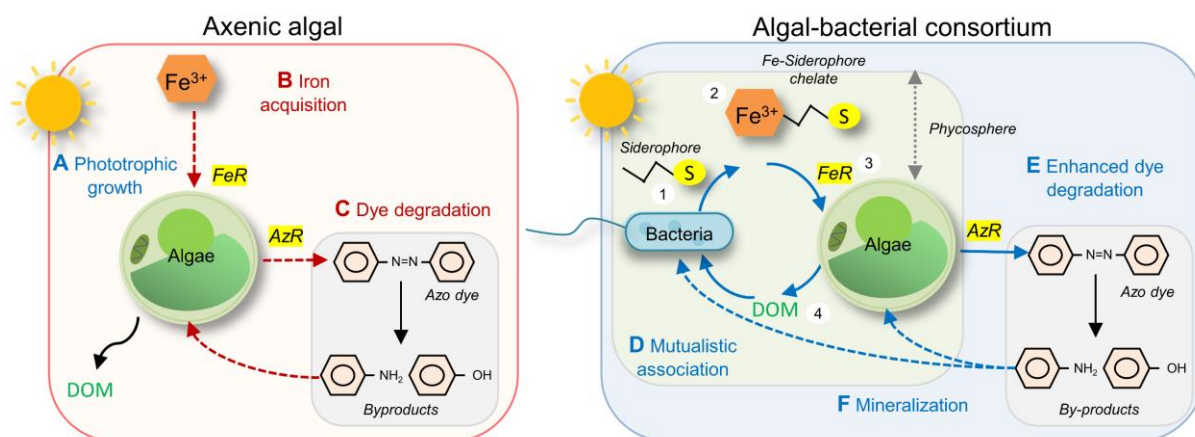 Axenic algal
Fe3+
B Iron
acquisition
A Phototrophic
growth
FeR
C Dye degradation
AzR
Algae
N=N
Azo dye
NH2
OH
Byproducts
DOM
Algal-bacterial consortium
Fe-Siderophore
chelate
2
Fe3+
S
Phycosphere
Siderophore
S
1
FeR
3
E Enhanced dye
degradation
Bacteria
Algae
AzR
N=N
Azo dye
DOM
4
D Mutualistic
association
NH2
OH
F Mineralization
By-products